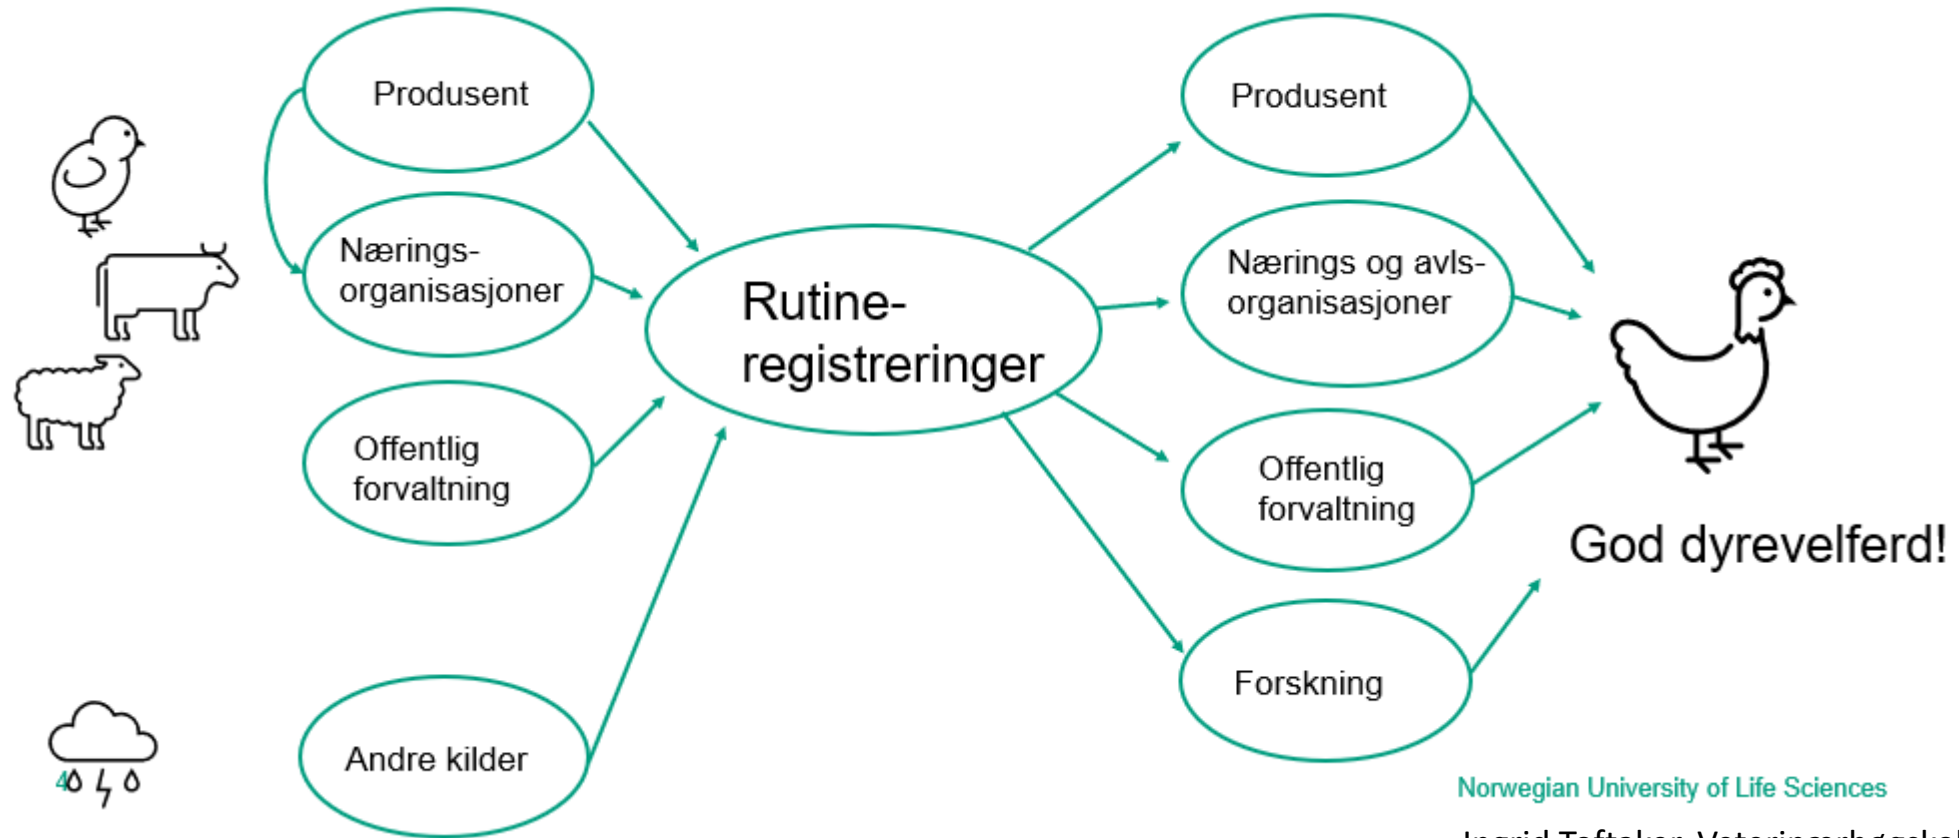 Produsent
Nærings-
organisasjoner
Offentlig
forvaltning
Andre kilder
4
Rutine-
registreringer
Produsent
Nærings og avls-
organisasjoner
Offentlig
forvaltning
Forskning
God dyrevelferd!
Norwegian University of Life Sciences